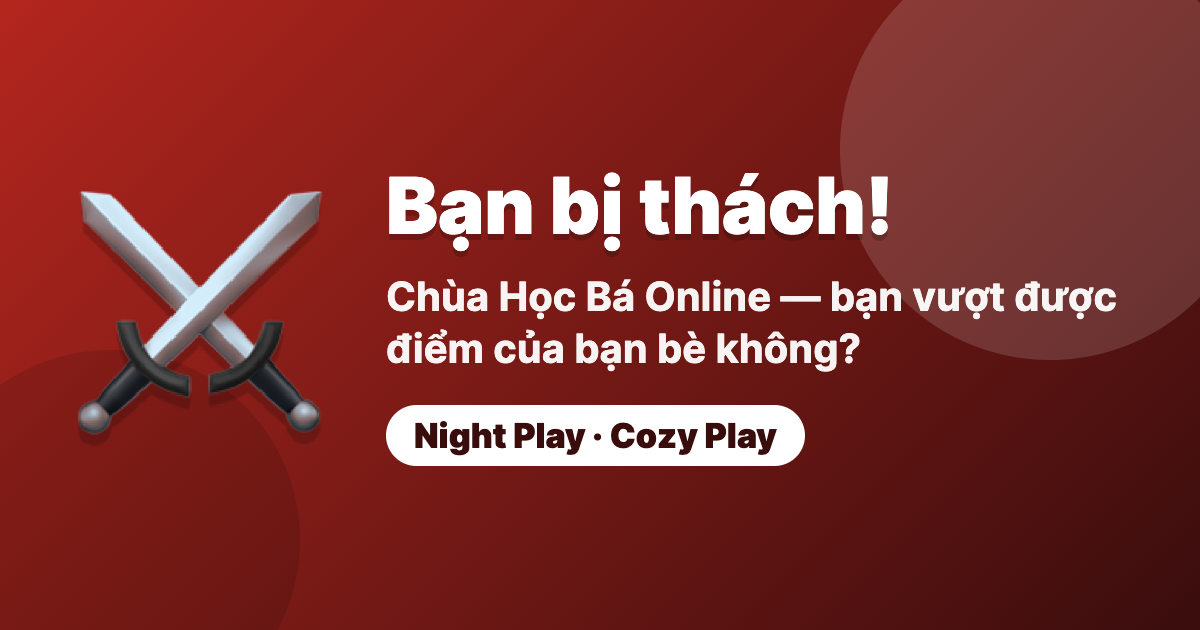 Bạn bị thách!
Chùa Học Bá Online — bạn vượt được
điểm của bạn bè không?
Night Play · Cozy Play